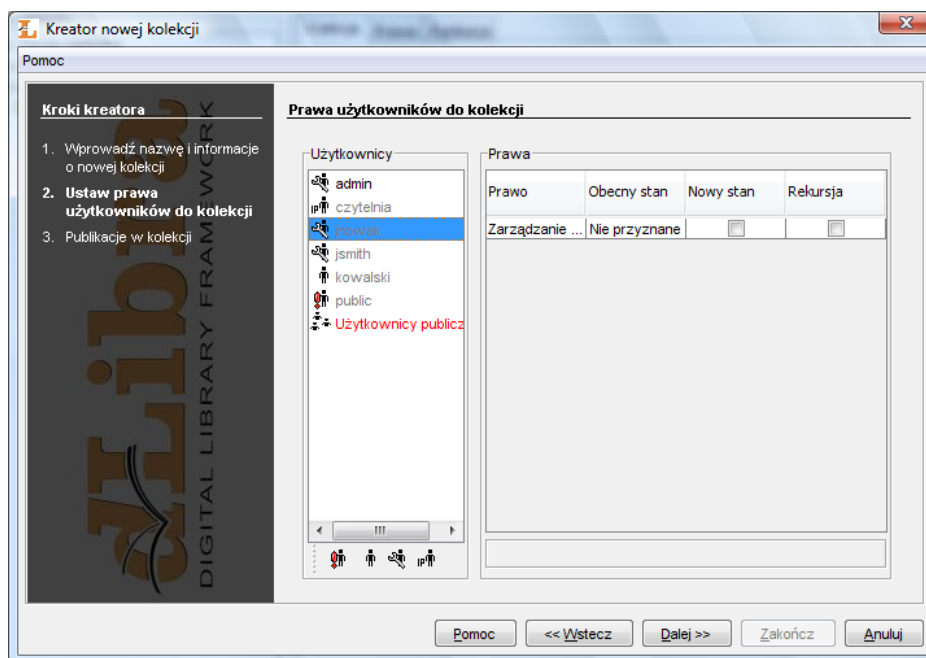 Kreator nowej kolekcji
Pomoc
Kroki kreatora
1. Wprowadź nazwę i informacje
o nowej kolekcji
2. Ustaw prawa
użytkowników do kolekcji
3. Publikacje w kolekcji
dLibra
DIGITAL LIBRARY FRAMEWORK
Prawa użytkowników do kolekcji
Użytkownicy
admin
IP czytelnia
jnowak
jsmith
kowalski
public
Użytkownicy publicz
IP
Prawa
Prawo Obecny stan Nowy stan Rekursja
Zarządzanie ... Nie przyznane
Pomoc << Wstecz Dalej >> Zakończ Anuluj